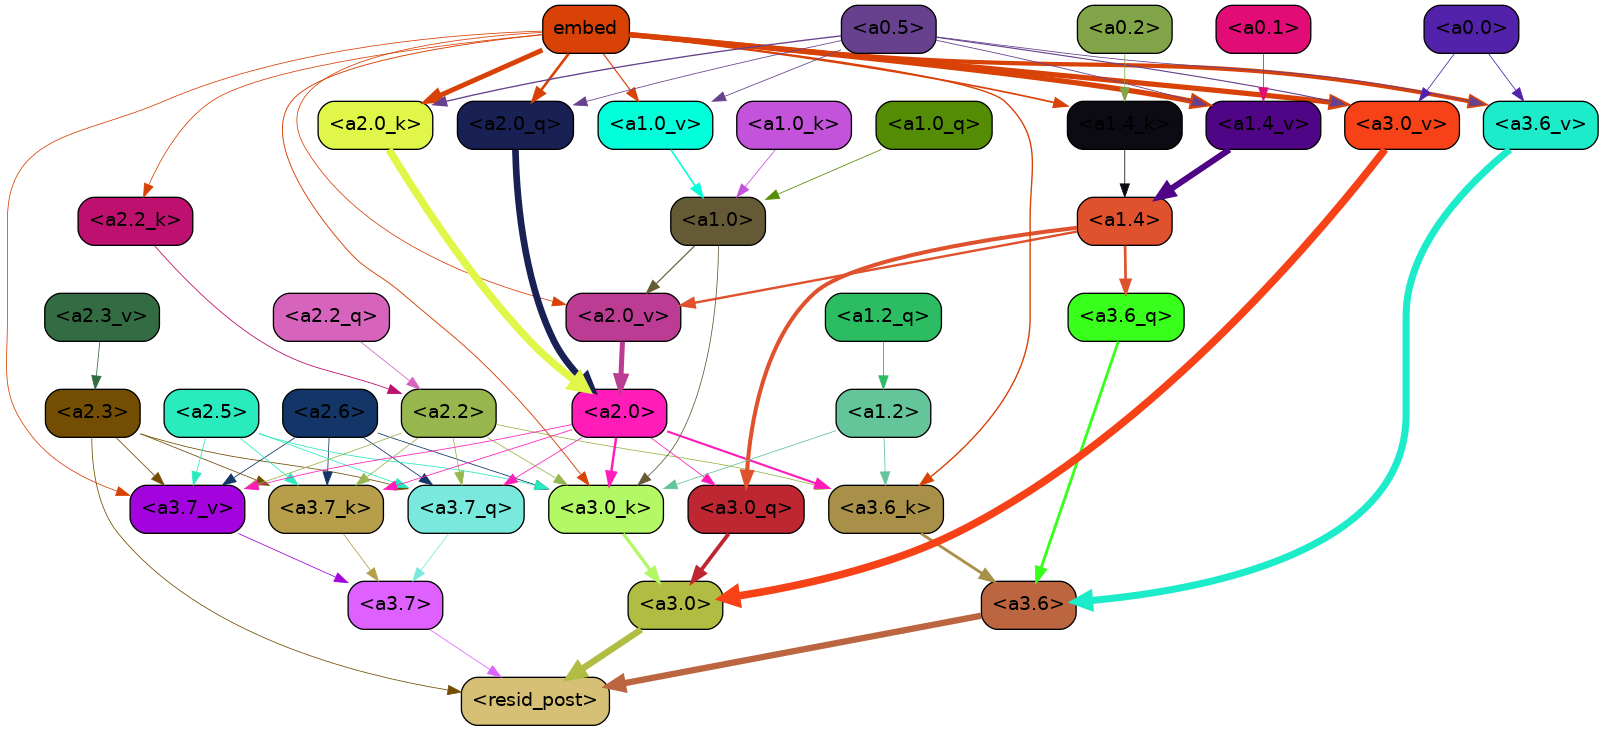 embed
<a0.5>
<a0.2>
<a0.1>
<a0.0>
<a2.0_k>
<a2.0_q>
<a1.0_v>
<a1.0_k>
<a1.0_q>
<a1.4_k>
<a1.4_v>
<a3.0_v>
<a3.6_v>
<a2.2_k>
<a1.0>
<a1.4>
<a2.3_v>
<a2.2_q>
<a2.0_v>
<a1.2_q>
<a3.6_q>
<a2.3>
<a2.5>
<a2.6>
<a2.2>
<a2.0>
<a1.2>
<a3.7_v>
<a3.7_k>
<a3.7_q>
<a3.0_k>
<a3.0_q>
<a3.6_k>
<a3.7>
<a3.0>
<a3.6>
<resid_post>